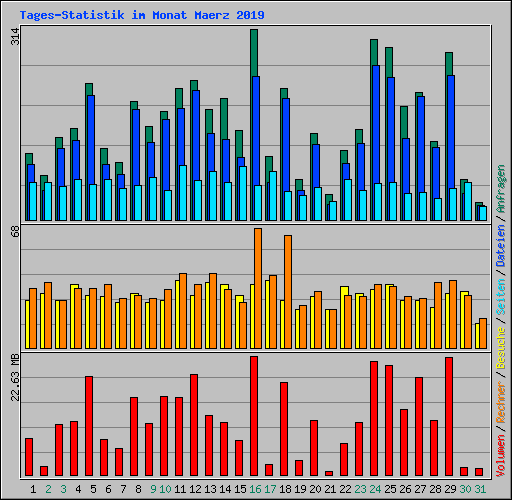 Tages-Statistik im Monat Maerz 2019
314
68
22.63 MB
1 2 3 4 5 6 7 8 9 10 11 12 13 14 15 16 17 18 19 20 21 22 23 24 25 26 27 28 29 30 31
Volumen / Rechner / Besuche / Seiten / Dateien / Anfragen